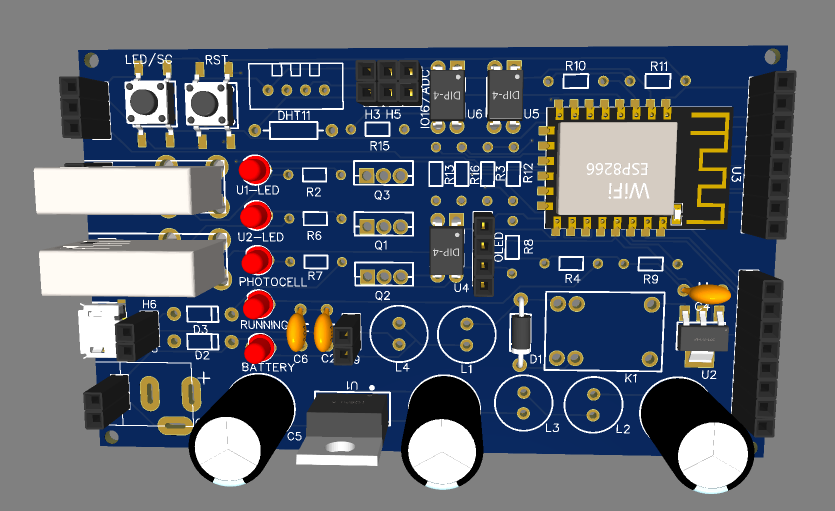 LED/SC
RST
DHT11
H3 H5
IO16/ADC
DIP-4
U6
DIP-4
U5
R10
R11
R15
U1-LED
R2
Q3
R13
R16
R3
R12
WiFi
ESP8266
U3
U2-LED
R6
Q1
DIP-4
U4
OLED
R8
PHOTOCELL
R7
Q2
R4
R9
H6
D3
RUNNING
C6
L4
L1
D1
K1
C4
U2
D2
BATTERY
U1
C5
L3
L2